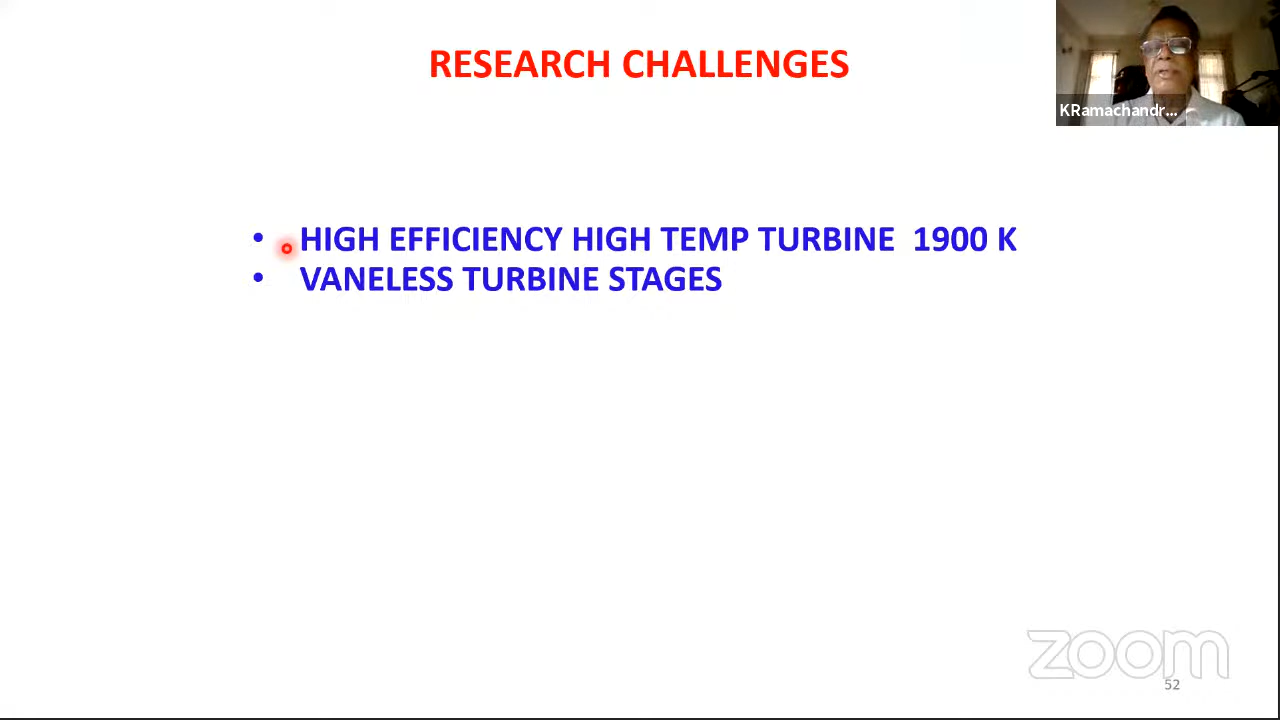 RESEARCH CHALLENGES
KRamachandr...
• HIGH EFFICIENCY HIGH TEMP TURBINE 1900 K
• VANELESS TURBINE STAGES
zoom
52